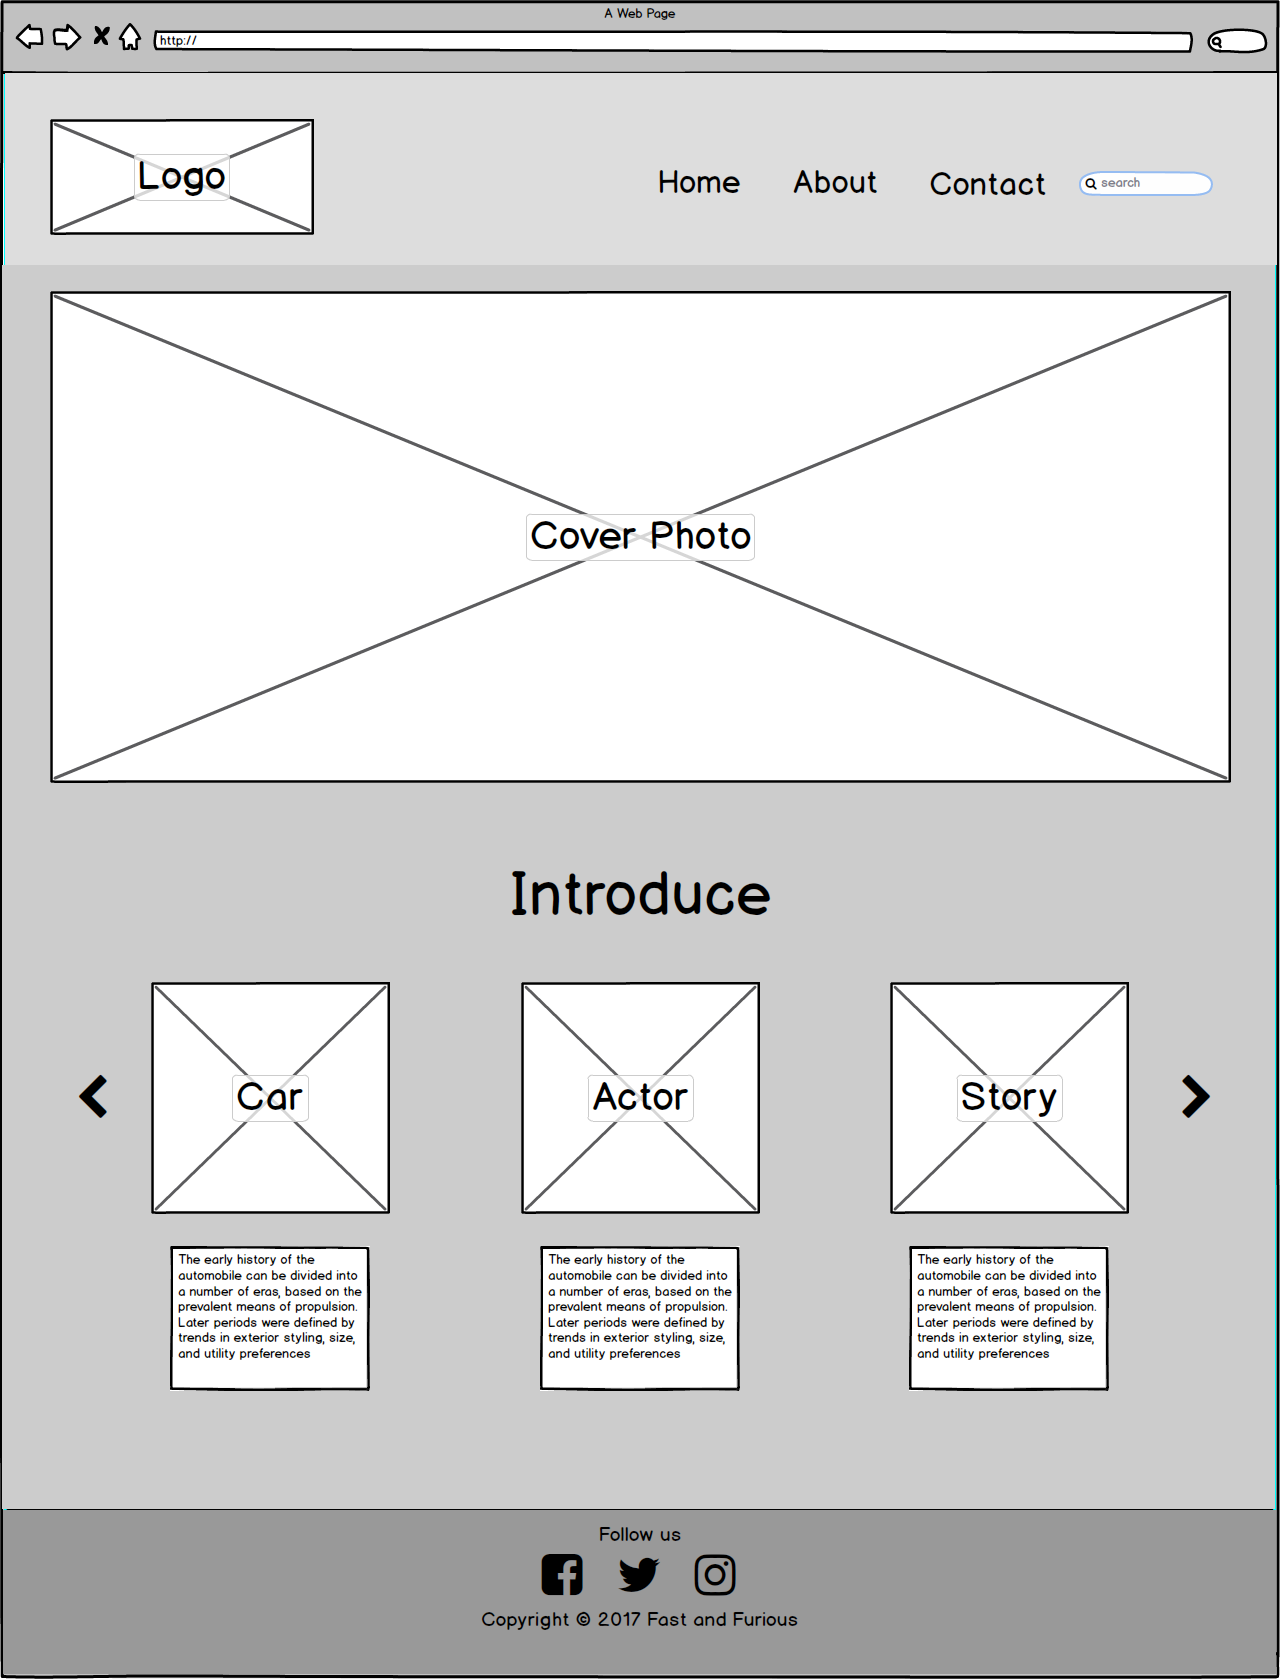 A Web Page
http://
Logo
Home About Contact search
Cover Photo
Introduce
Car
Actor
Story
The early history of the
automobile can be divided into
a number of eras, based on the
prevalent means of propulsion.
Later periods were defined by
trends in exterior styling, size,
and utility preferences
The early history of the
automobile can be divided into
a number of eras, based on the
prevalent means of propulsion.
Later periods were defined by
trends in exterior styling, size,
and utility preferences
The early history of the
automobile can be divided into
a number of eras, based on the
prevalent means of propulsion.
Later periods were defined by
trends in exterior styling, size,
and utility preferences
Follow us
Copyright © 2017 Fast and Furious